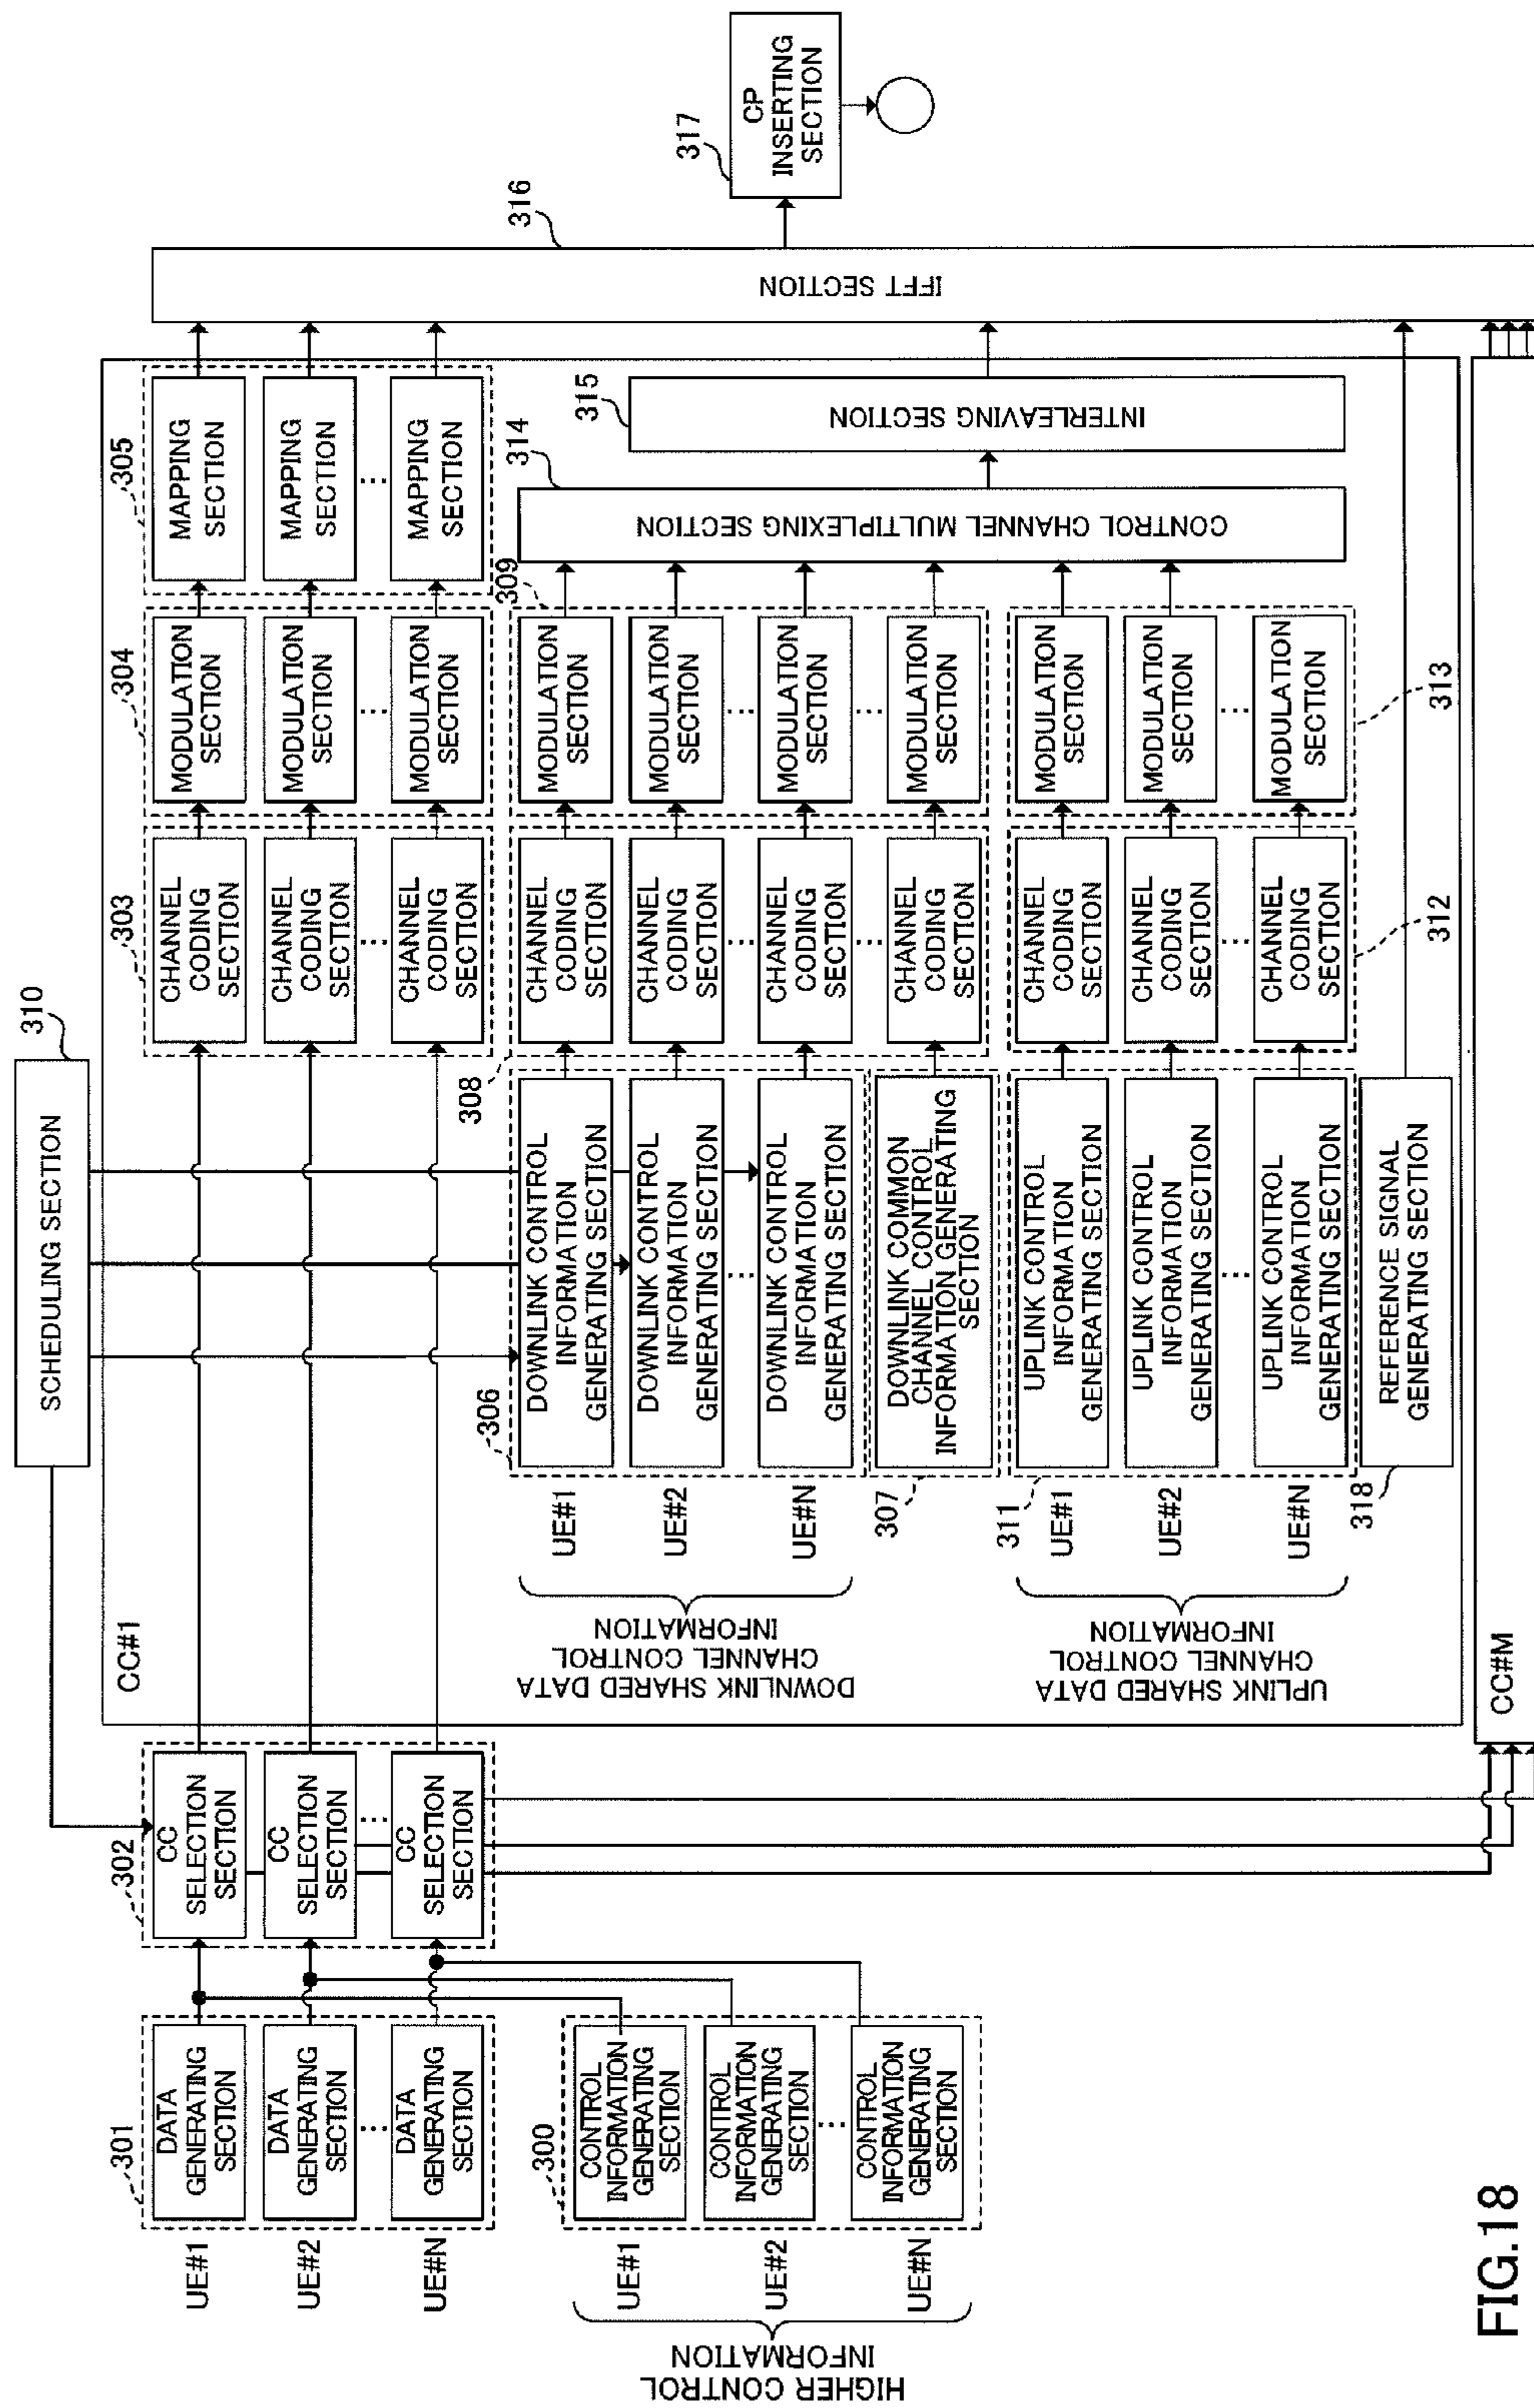 SCHEDULING SECTION
310
CC#1
301
UE#1
DATA
GENERATING
SECTION
UE#2
DATA
GENERATING
SECTION
...
UE#N
DATA
GENERATING
SECTION
302
CC
SELECTION
SECTION
CC
SELECTION
SECTION
...
CC
SELECTION
SECTION
303
CHANNEL
CODING
SECTION
CHANNEL
CODING
SECTION
...
CHANNEL
CODING
SECTION
304
MODULATION
SECTION
MODULATION
SECTION
...
MODULATION
SECTION
305
MAPPING
SECTION
MAPPING
SECTION
...
MAPPING
SECTION
HIGHER CONTROL
INFORMATION
300
UE#1
CONTROL
INFORMATION
GENERATING
SECTION
UE#2
CONTROL
INFORMATION
GENERATING
SECTION
...
UE#N
CONTROL
INFORMATION
GENERATING
SECTION
DOWNLINK SHARED DATA
CHANNEL CONTROL
INFORMATION
306
UE#1
DOWNLINK CONTROL
INFORMATION
GENERATING SECTION
UE#2
DOWNLINK CONTROL
INFORMATION
GENERATING SECTION
...
UE#N
DOWNLINK CONTROL
INFORMATION
GENERATING SECTION
307
DOWNLINK COMMON
CHANNEL CONTROL
INFORMATION GENERATING
SECTION
308
CHANNEL
CODING
SECTION
CHANNEL
CODING
SECTION
...
CHANNEL
CODING
SECTION
...
CHANNEL
CODING
SECTION
309
MODULATION
SECTION
MODULATION
SECTION
...
MODULATION
SECTION
...
MODULATION
SECTION
UPLINK SHARED DATA
CHANNEL CONTROL
INFORMATION
311
UE#1
UPLINK CONTROL
INFORMATION
GENERATING SECTION
UE#2
UPLINK CONTROL
INFORMATION
GENERATING SECTION
...
UE#N
UPLINK CONTROL
INFORMATION
GENERATING SECTION
CHANNEL
CODING
SECTION
CHANNEL
CODING
SECTION
...
CHANNEL
CODING
SECTION
312
MODULATION
SECTION
MODULATION
SECTION
...
MODULATION
SECTION
313
318
REFERENCE SIGNAL
GENERATING SECTION
314
CONTROL CHANNEL MULTIPLEXING SECTION
315
INTERLEAVING SECTION
316
IFFT SECTION
317
CP
INSERTING
SECTION
CC#M
FIG.18